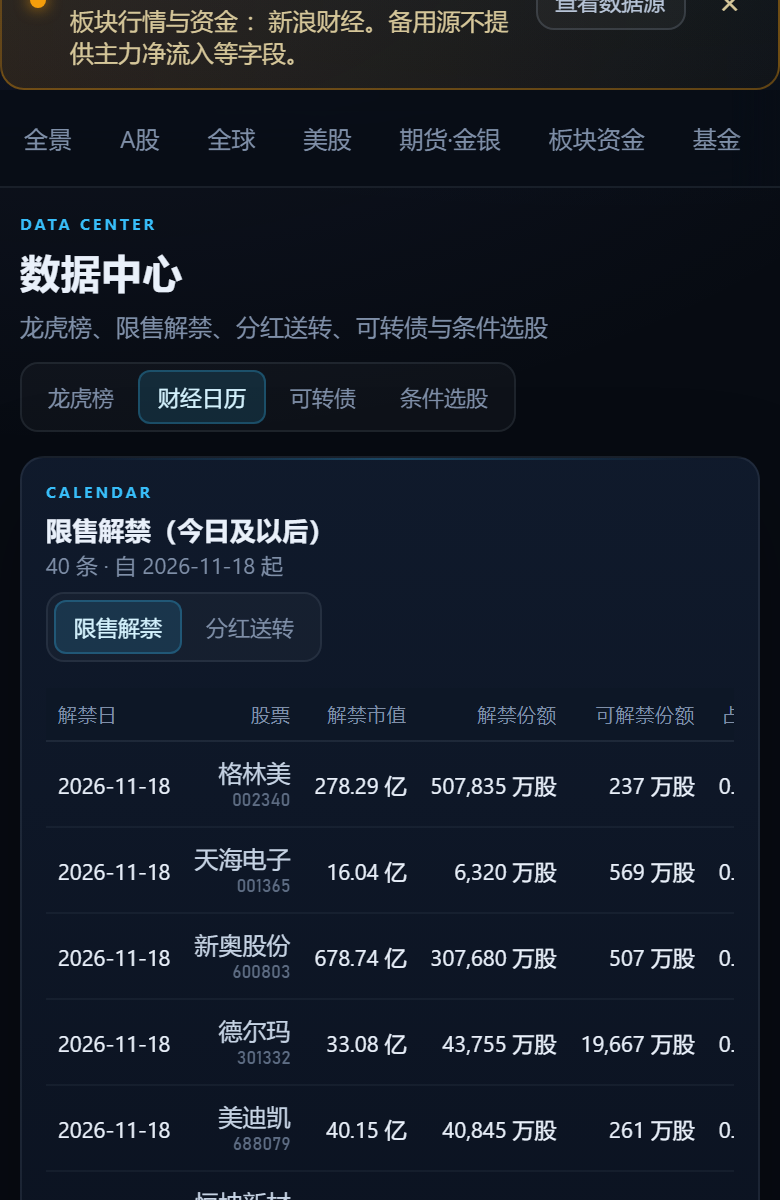 查看数据源
×
板块行情与资金 ： 新浪财经。备用源不提
供主力净流入等字段。
全景 A股 全球 美股 期货·金银 板块资金 基金
DATA CENTER
数据中心
龙虎榜、限售解禁、分红送转、可转债与条件选股
龙虎榜 财经日历 可转债 条件选股
CALENDAR
限售解禁（今日及以后）
40 条 · 自 2026-11-18 起
限售解禁 分红送转
解禁日 股票 解禁市值 解禁份额 可解禁份额
2026-11-18 格林美 278.29 亿 507,835 万股 237 万股 0.
002340
2026-11-18 天海电子 16.04 亿 6,320 万股 569 万股 0.
001365
2026-11-18 新奥股份 678.74 亿 307,680 万股 507 万股 0.
600803
2026-11-18 德尔玛 33.08 亿 43,755 万股 19,667 万股 0.
301332
2026-11-18 美迪凯 40.15 亿 40,845 万股 261 万股 0.
688079